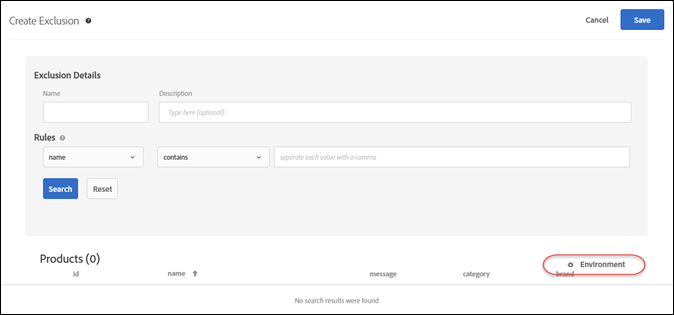 Create Exclusion ?
Cancel
Save
Exclusion Details
Name
Description
Type here (optional)
Rules ?
name
contains
separate each value with a comma
Search
Reset
Products (0)
Environment
id
name
message
category
brand
No search results were found